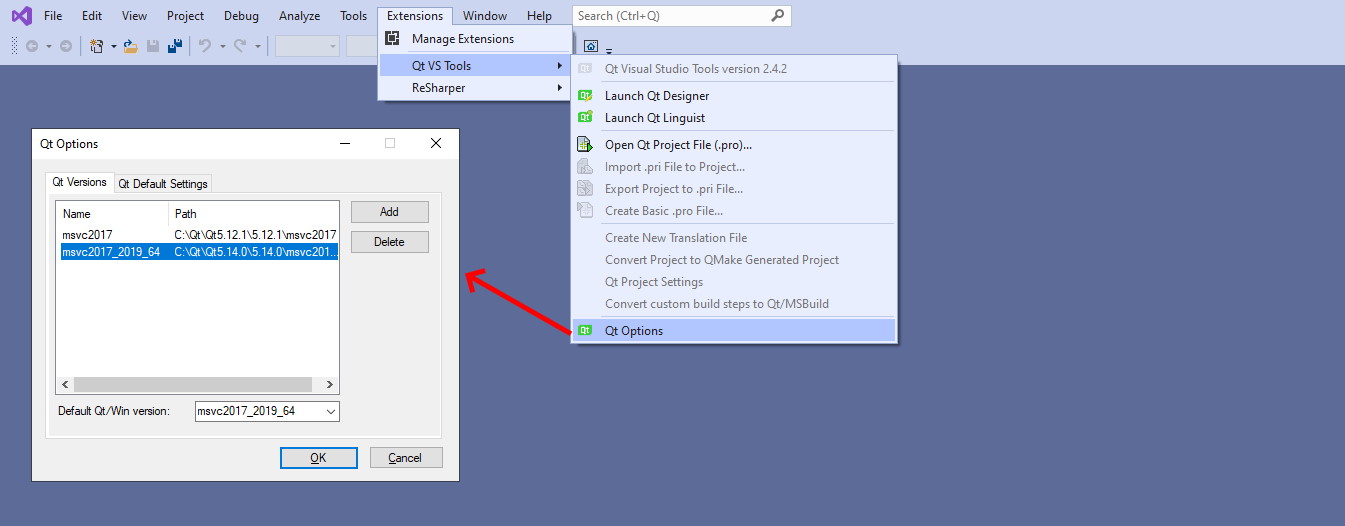 File Edit View Project Debug Analyze Tools Extensions Window Help Search (Ctrl+Q)
Manage Extensions
Qt VS Tools
ReSharper
Qt Visual Studio Tools version 2.4.2
Launch Qt Designer
Launch Qt Linguist
Open Qt Project File (.pro)...
Import .pri File to Project...
Export Project to .pri File...
Create Basic .pro File...
Create New Translation File
Convert Project to QMake Generated Project
Qt Project Settings
Convert custom build steps to Qt/MSBuild
Qt Options
Qt Options
Qt Versions Qt Default Settings
Name Path
msvc2017 C:\Qt\Qt5.12.1\5.12.1\msvc2017
msvc2017_2019_64 C:\Qt\Qt5.14.0\5.14.0\msvc201...
Add
Delete
Default Qt/Win version: msvc2017_2019_64
OK Cancel